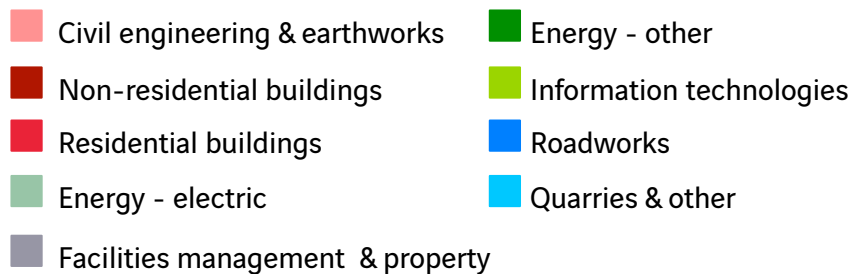 Civil engineering & earthworks
Non-residential buildings
Residential buildings
Energy - electric
Facilities management & property
Energy - other
Information technologies
Roadworks
Quarries & other